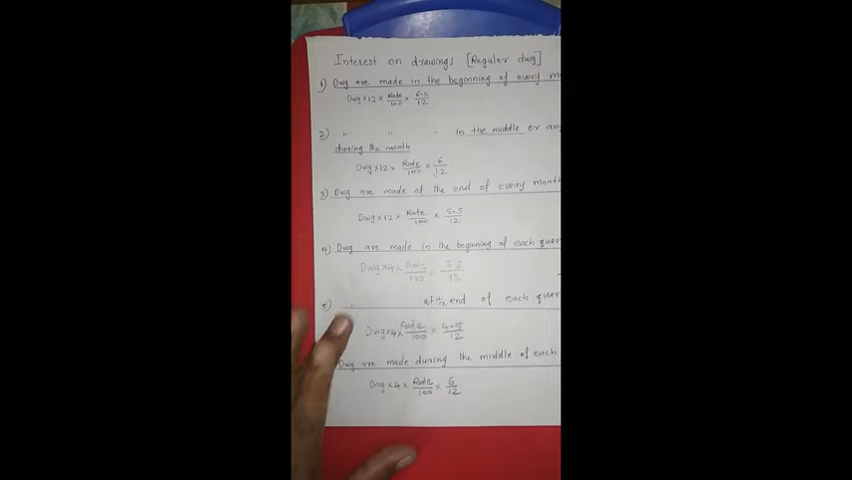 Interest on drawings [Regular dwg]
1) Dwg are made in the beginning of every
Dwg×12 × Rate/100 × 6.5/12
2) " " " In the middle or
during the month
Dwg×12 × Rate/100 × 6/12
3) Dwg are made at the end of every month
Dwg×12 × Rate/100 × 5.5/12
4) Dwg are made in the beginning of each
Dwg×4 × Rate/100 × 7.5/12
5) " at the end of each
Dwg×4 × Rate/100 × 4.5/12
Dwg are made during the middle of each
Dwg×4 × Rate/100 × 6/12